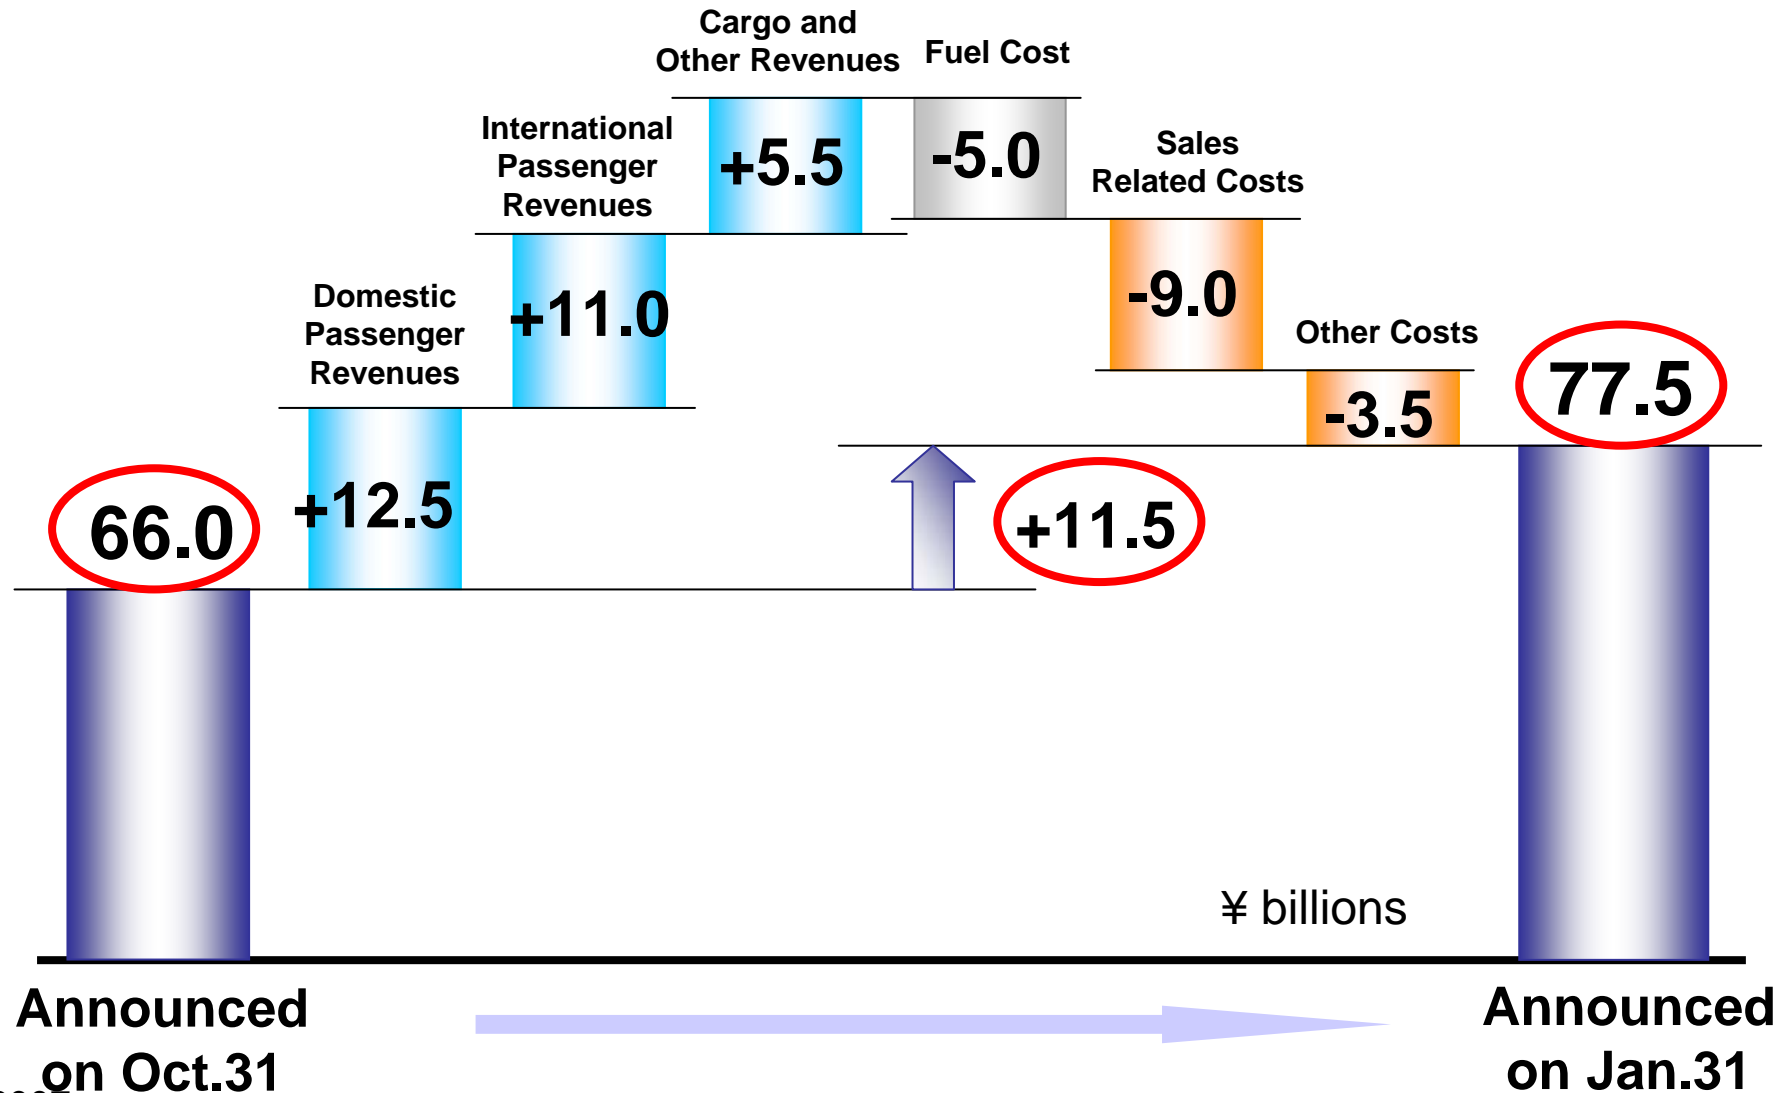 Cargo and
Other Revenues
Fuel Cost
International
Passenger
Revenues
+5.5
-5.0
Sales
Related Costs
Domestic
Passenger
Revenues
+11.0
-9.0
Other Costs
-3.5
77.5
66.0
+12.5
+11.5
¥ billions
Announced
on Oct.31
Announced
on Jan.31